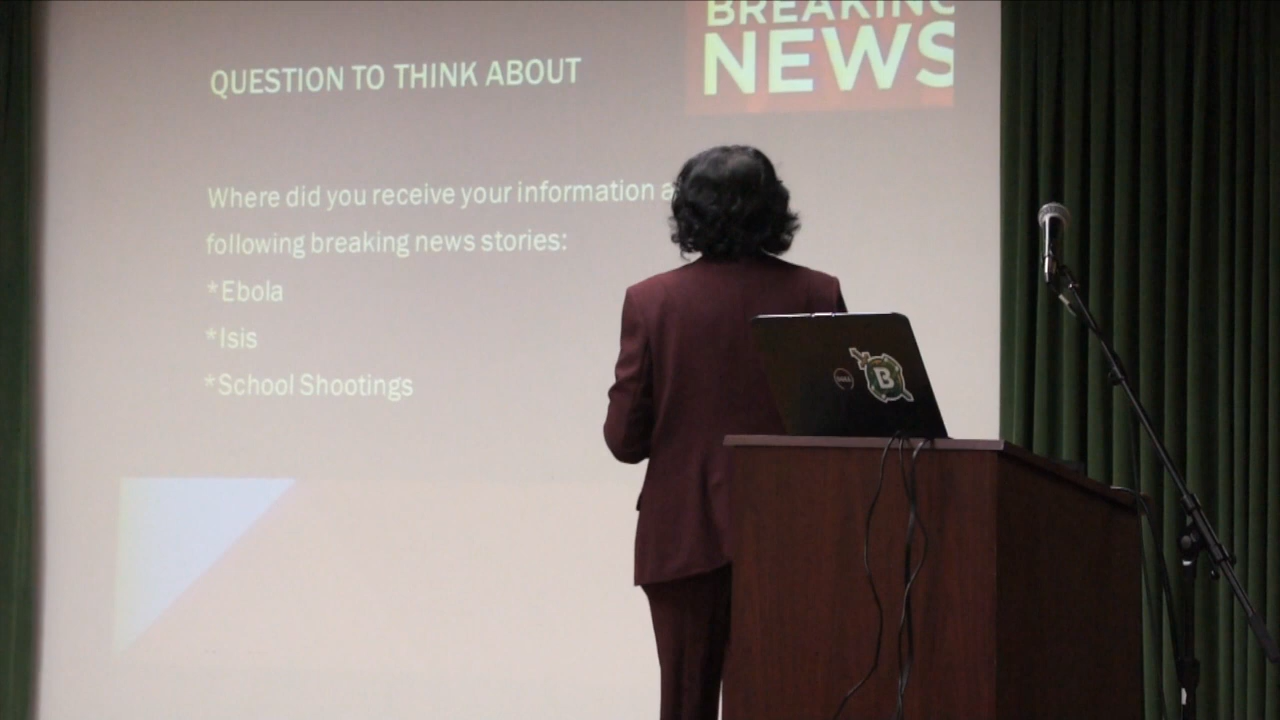 BREAKING
NEWS
QUESTION TO THINK ABOUT
Where did you receive your information a
following breaking news stories:
*Ebola
*Isis
*School Shootings
DELL
B